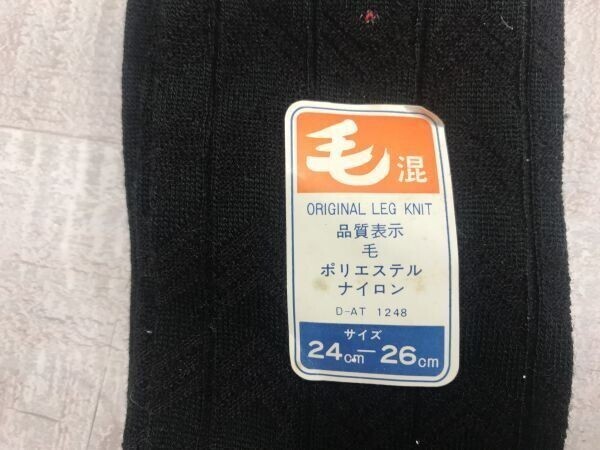 毛混
ORIGINAL LEG KNIT
品質表示
毛
ポリエステル
ナイロン
D-AT 1248
サイズ
24cm－26cm